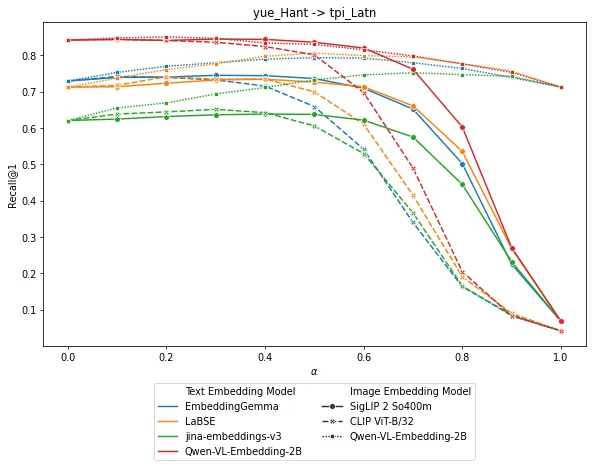 yue_Hant -> tpi_Latn
0.8
0.7
0.6
0.5
0.4
0.3
0.2
0.1
Recall@1
0.0 0.2 0.4 0.6 0.8 1.0
α
Text Embedding Model Image Embedding Model
EmbeddingGemma SigLIP 2 So400m
LaBSE CLIP ViT-B/32
jina-embeddings-v3 Qwen-VL-Embedding-2B
Qwen-VL-Embedding-2B